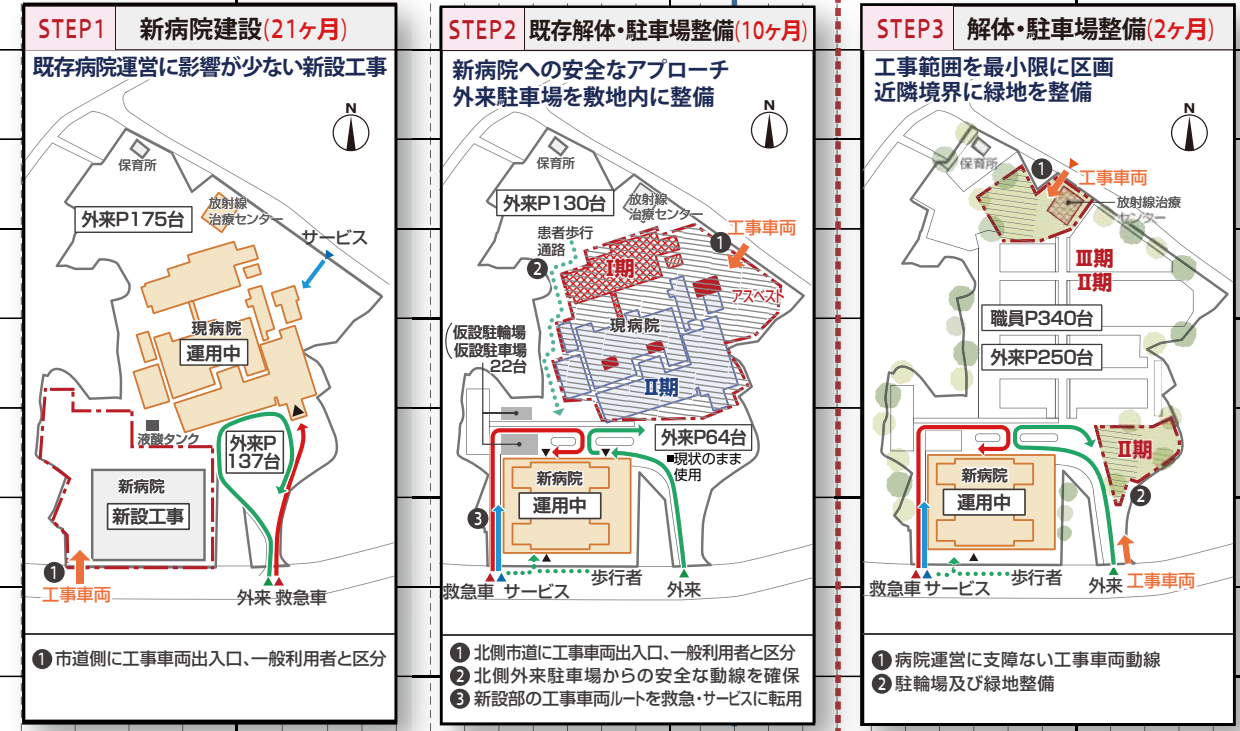 STEP1 新病院建設(21ヶ月)
既存病院運営に影響が少ない新設工事
N
保育所
外来P175台
放射線
治療センター
サービス
現病院
運用中
液酸タンク
外来P
137台
新病院
新設工事
❶
工事車両
外来 救急車
❶市道側に工事車両出入口、一般利用者と区分
STEP2 既存解体・駐車場整備(10ヶ月)
新病院への安全なアプローチ
外来駐車場を敷地内に整備
N
保育所
外来P130台
放射線
治療センター
患者歩行
通路
❷
❶
工事車両
Ⅰ期
アスベスト
現病院
(仮設駐輪場
仮設駐車場
22台
Ⅱ期
外来P64台
■現状のまま
使用
新病院
運用中
❸
歩行者
救急車 サービス 外来
❶北側市道に工事車両出入口、一般利用者と区分
❷北側外来駐車場からの安全な動線を確保
❸新設部の工事車両ルートを救急・サービスに転用
STEP3 解体・駐車場整備(2ヶ月)
工事範囲を最小限に区画
近隣境界に緑地を整備
N
保育所
❶
工事車両
放射線治療
センター
Ⅲ期
Ⅱ期
職員P340台
外来P250台
Ⅱ期
新病院
運用中
❷
歩行者
救急車 サービス 外来 工事車両
❶病院運営に支障ない工事車両動線
❷駐輪場及び緑地整備